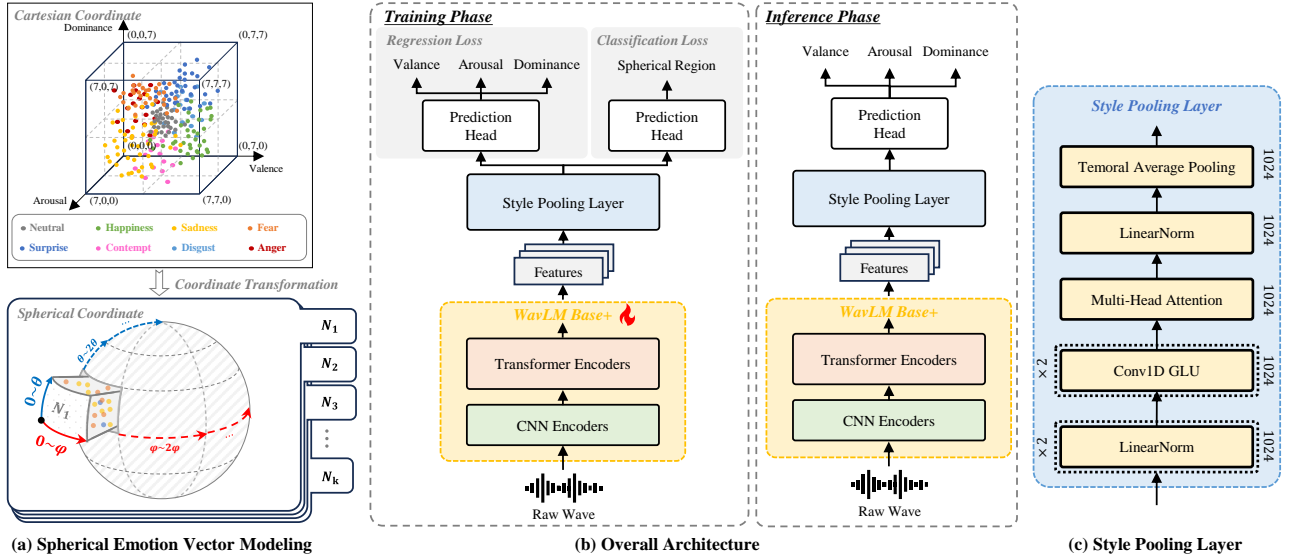 Cartesian Coordinate
Dominance
(0,0,7)
(0,7,7)
(7,0,7)
(7,7,7)
(0,0,0)
(0,7,0)
Valence
Arousal
(7,0,0)
(7,7,0)
Neutral
Happiness
Sadness
Fear
Surprise
Contempt
Disgust
Anger
Coordinate Transformation
Spherical Coordinate
θ~2θ
0~θ
N1
0~φ
φ~2φ
...
...
N1
N2
N3
...
Nk
(a) Spherical Emotion Vector Modeling
Training Phase
Regression Loss
Classification Loss
Valance
Arousal
Dominance
Spherical Region
Prediction
Head
Prediction
Head
Style Pooling Layer
Features
WavLM Base+
Transformer Encoders
CNN Encoders
Raw Wave
Inference Phase
Valance
Arousal
Dominance
Prediction
Head
Style Pooling Layer
Features
WavLM Base+
Transformer Encoders
CNN Encoders
Raw Wave
(b) Overall Architecture
Style Pooling Layer
Temoral Average Pooling
1024
LinearNorm
1024
Multi-Head Attention
1024
× 2
Conv1D GLU
1024
× 2
LinearNorm
1024
(c) Style Pooling Layer